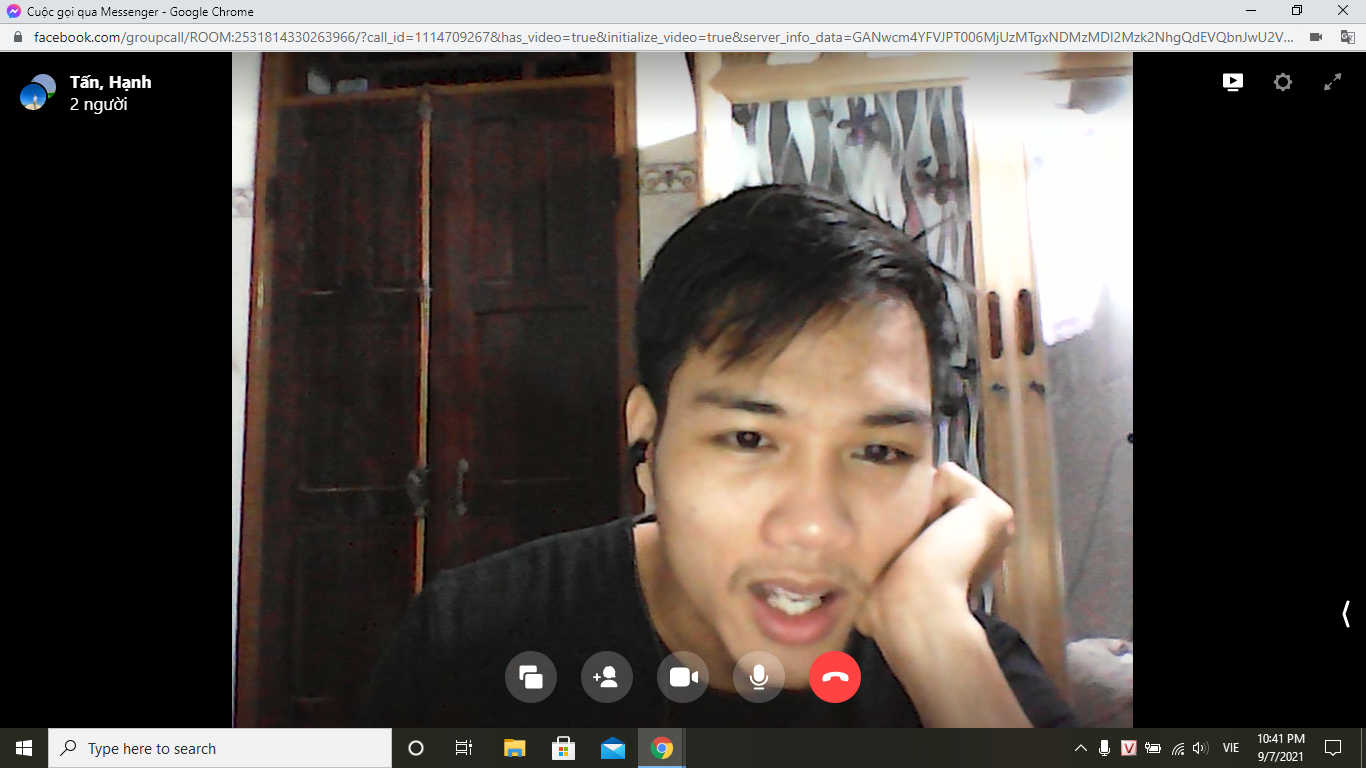 Cuộc gọi qua Messenger - Google Chrome
facebook.com/groupcall/ROOM:2531814330263966/?call_id=1114709267&has_video=true&initialize_video=true&server_info_data=GANwcm4YFVJPT006MjUzMTgxNDMzMDI2Mzk2NhgQdEVQbnJwU2V...
Tấn, Hạnh
2 người
Type here to search
VIE
10:41 PM
9/7/2021